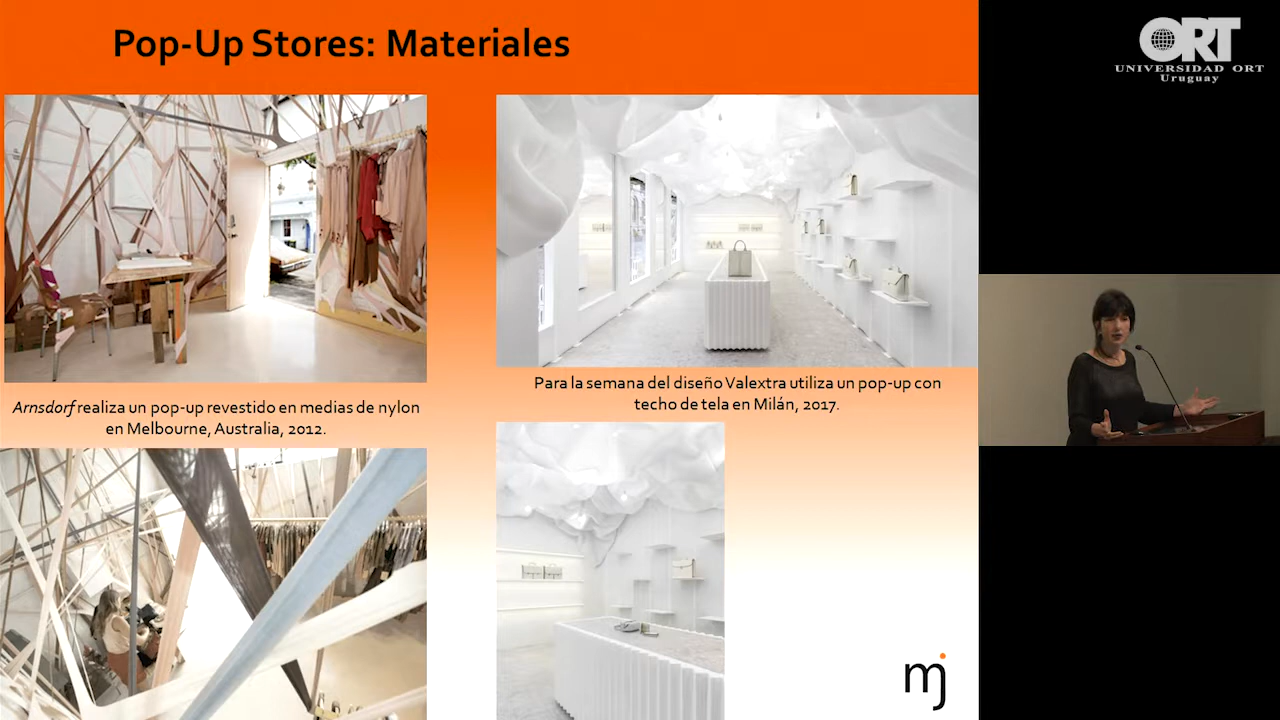 Pop-Up Stores: Materiales
ORT
UNIVERSIDAD ORT
Uruguay
Arnsdorf realiza un pop-up revestido en medias de nylon
en Melbourne, Australia, 2012.
Para la semana del diseño Valextra utiliza un pop-up con
techo de tela en Milán, 2017.
mj